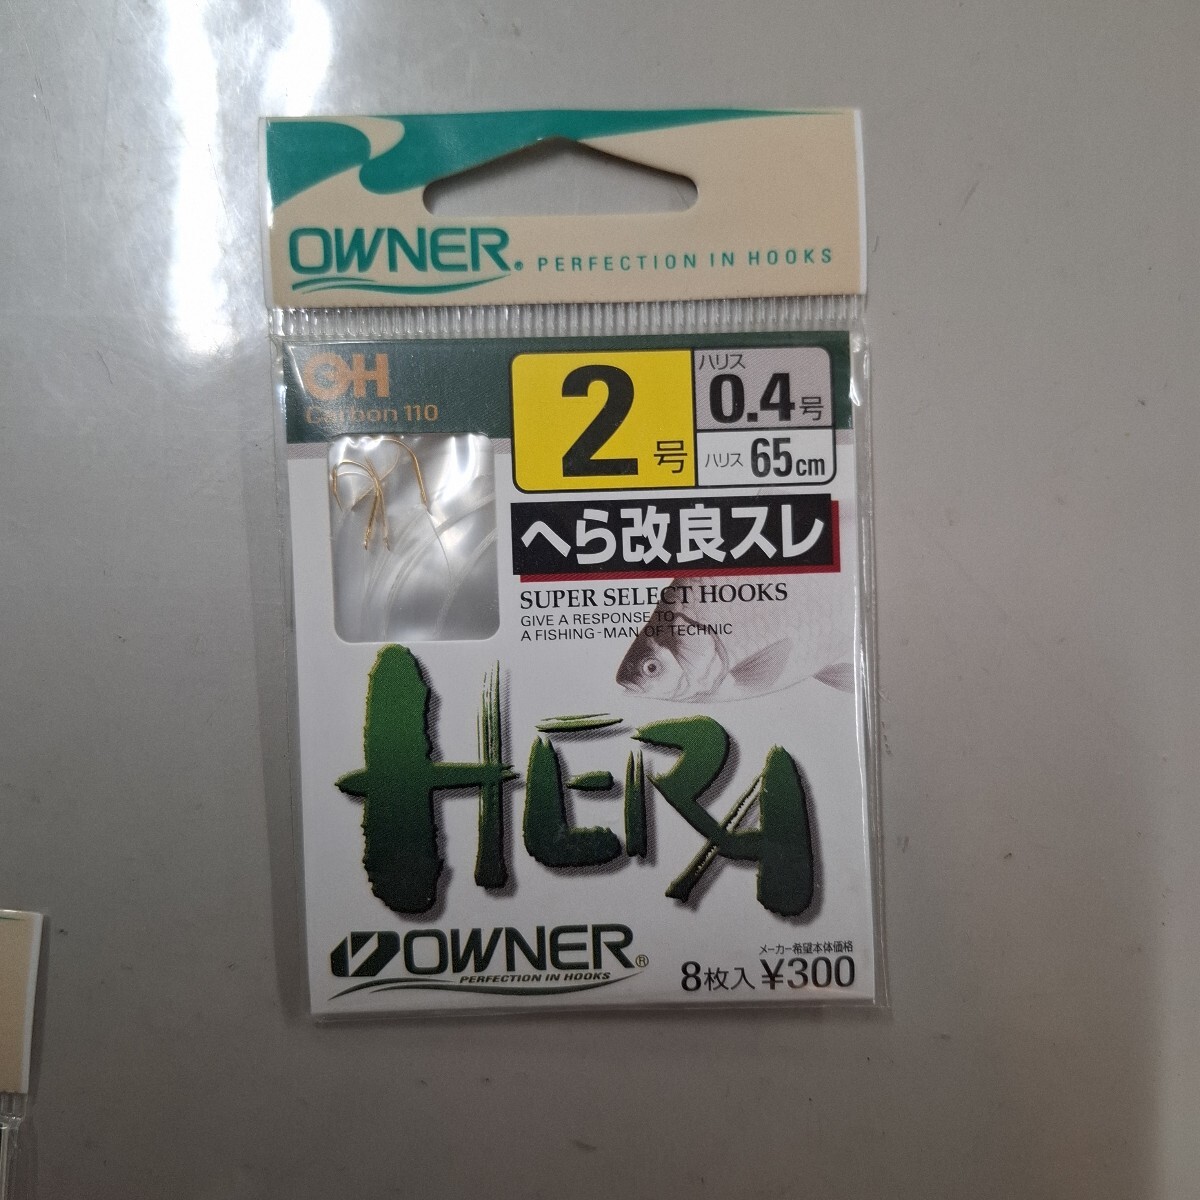 OWNER® PERFECTION IN HOOKS
OH
Carbon 110
2号
ハリス
0.4号
ハリス 65cm
へら改良スレ
SUPER SELECT HOOKS
GIVE A RESPONSE TO
A FISHING-MAN OF TECHNIC
HERA
OWNER®
PERFECTION IN HOOKS
メーカー希望本体価格
8枚入 ¥300